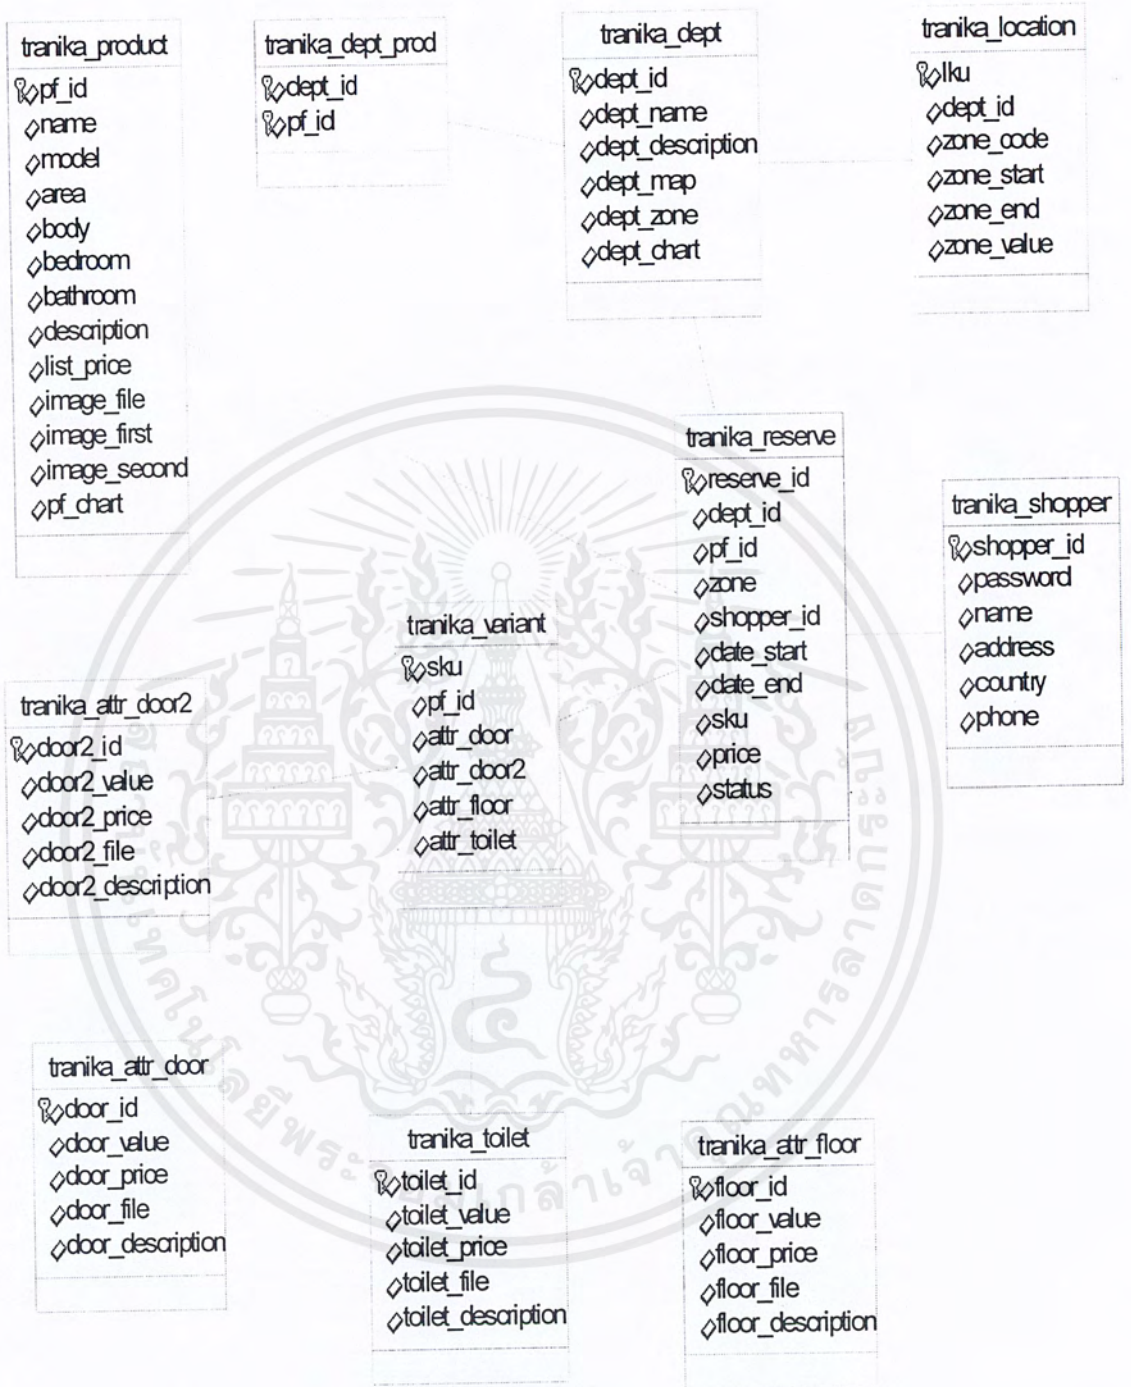 tranika_product
pf_id
name
model
area
body
bedroom
bathroom
description
list_price
image_file
image_first
image_second
pf_chart
tranika_dept_prod
dept_id
pf_id
tranika_dept
dept_id
dept_name
dept_description
dept_map
dept_zone
dept_chart
tranika_location
lku
dept_id
zone_code
zone_start
zone_end
zone_value
tranika_reserve
reserve_id
dept_id
pf_id
zone
shopper_id
date_start
date_end
sku
price
status
tranika_shopper
shopper_id
password
name
address
country
phone
tranika_variant
sku
pf_id
attr_door
attr_door2
attr_floor
attr_toilet
tranika_attr_door2
door2_id
door2_value
door2_price
door2_file
door2_description
tranika_attr_door
door_id
door_value
door_price
door_file
door_description
tranika_toilet
toilet_id
toilet_value
toilet_price
toilet_file
toilet_description
tranika_attr_floor
floor_id
floor_value
floor_price
floor_file
floor_description